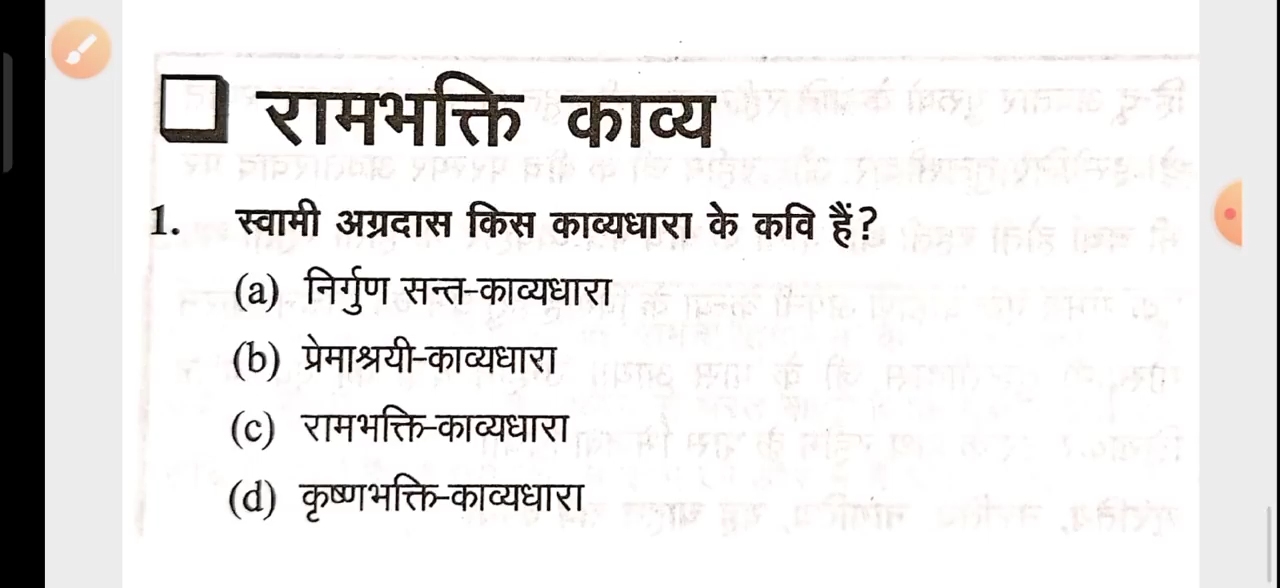 रामभक्ति काव्य
1. स्वामी अग्रदास किस काव्यधारा के कवि हैं?
(a) निर्गुण सन्त-काव्यधारा
(b) प्रेमाश्रयी-काव्यधारा
(c) रामभक्ति-काव्यधारा
(d) कृष्णभक्ति-काव्यधारा